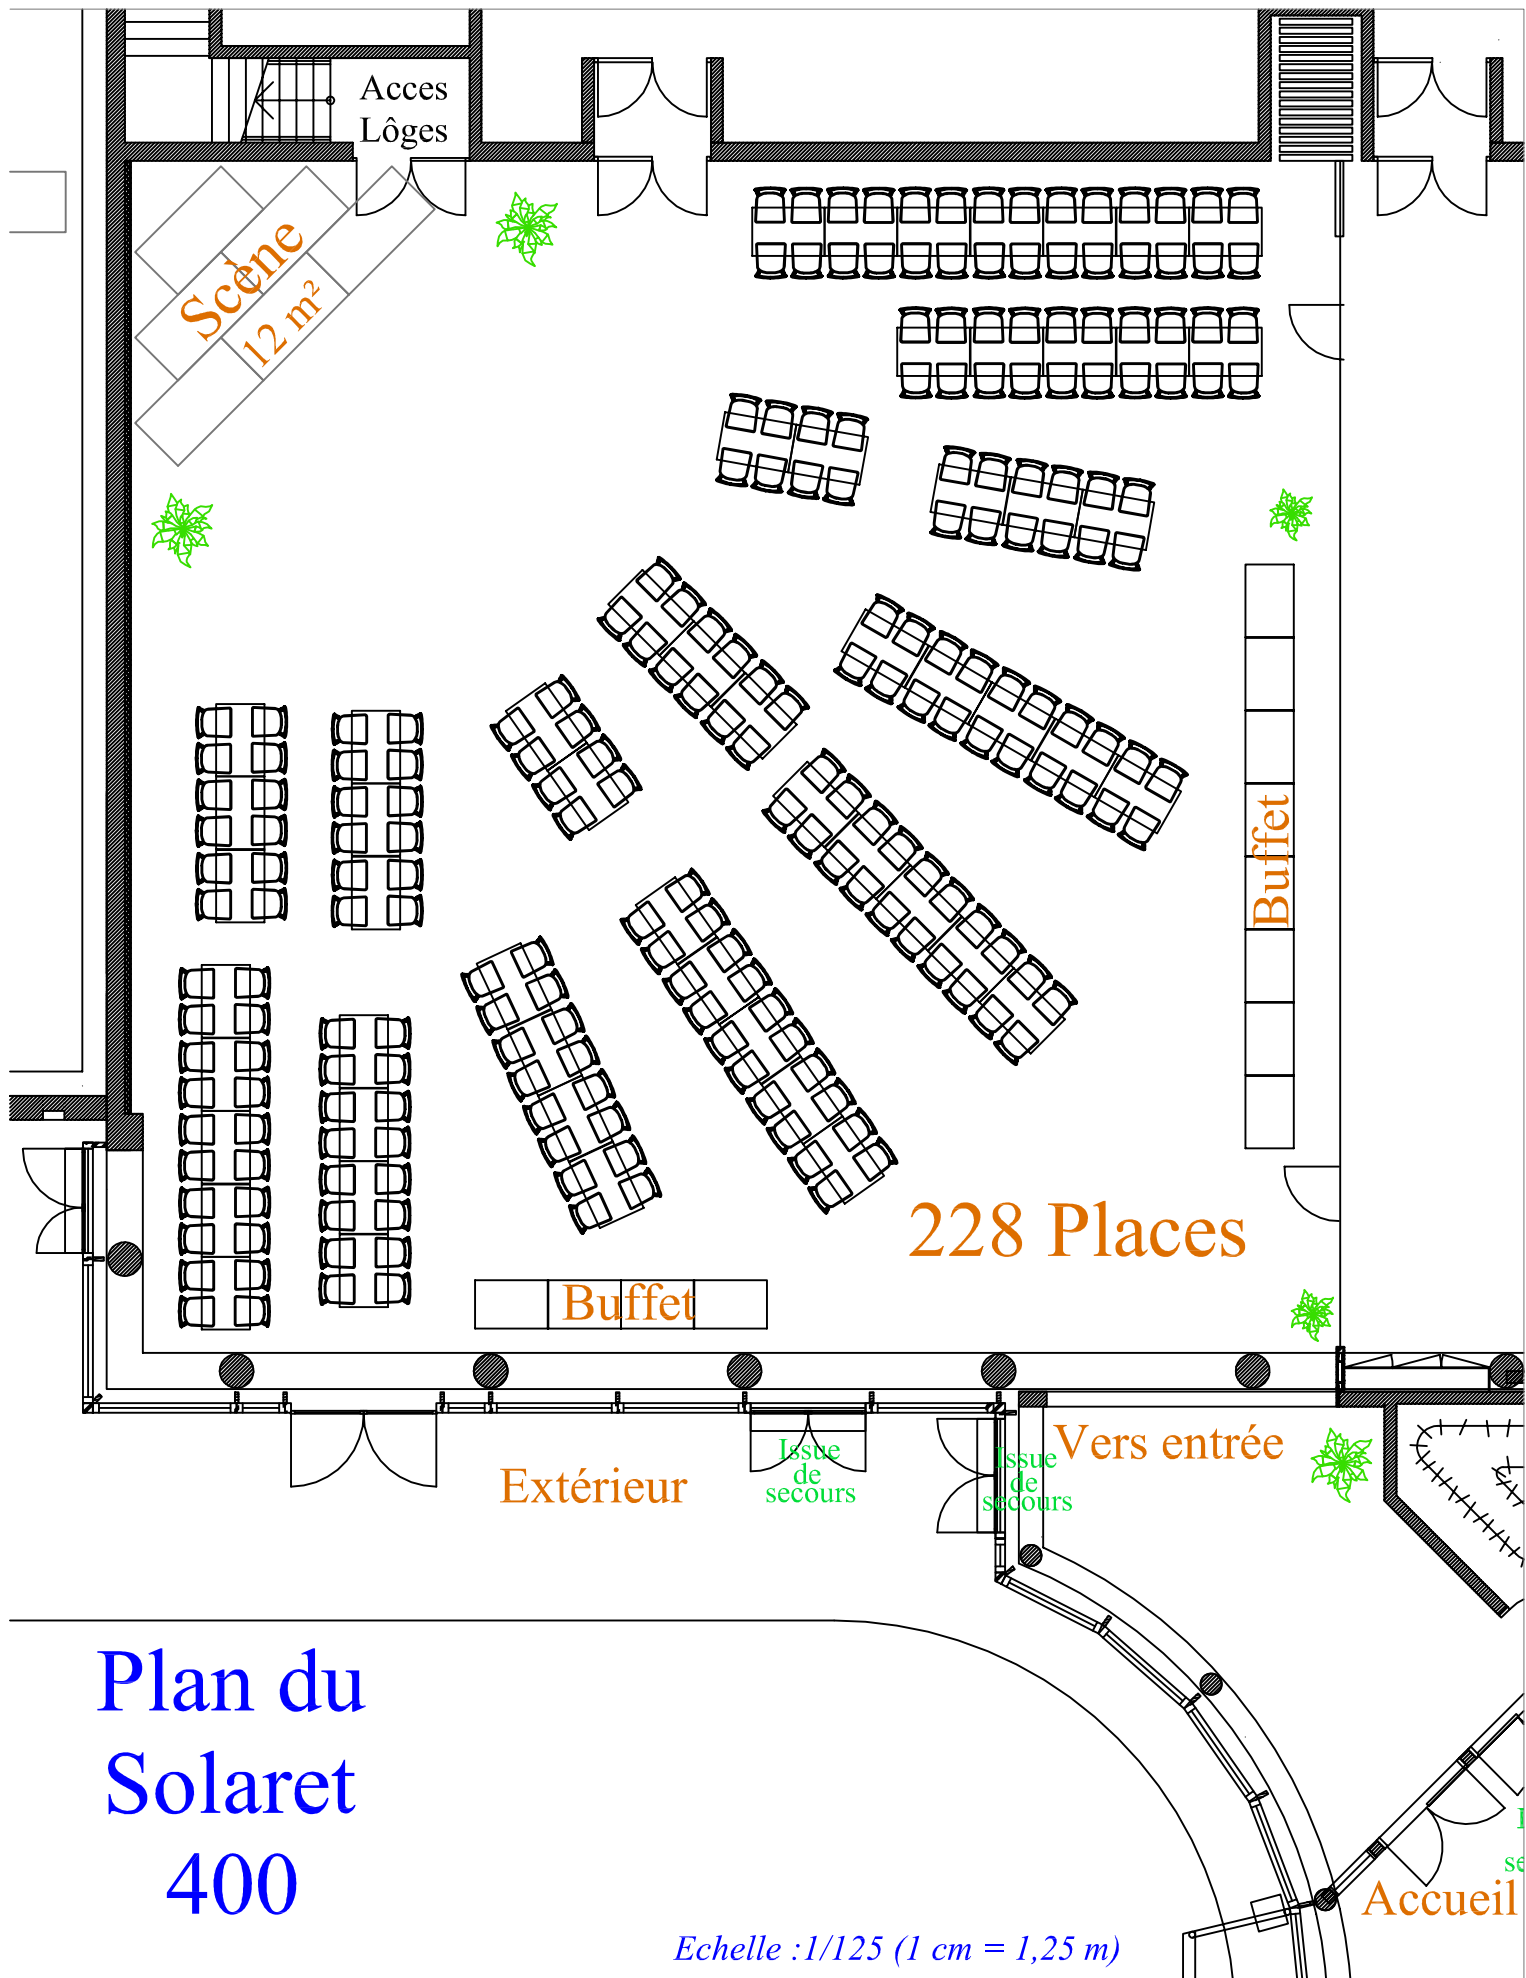 Acces
Lôges
Scène
12 m²
Buffet
228 Places
Buffet
Vers entrée
Issue
de
secours
Issue
de
secours
Extérieur
Plan du
Solaret
400
Accueil
Echelle :1/125 (1 cm = 1,25 m)